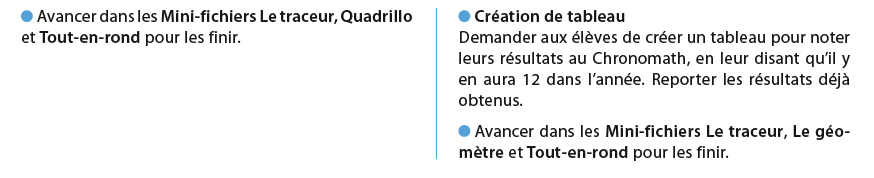 ● Avancer dans les Mini-fichiers Le traceur, Quadrillo
et Tout-en-rond pour les finir.
● Création de tableau
Demander aux élèves de créer un tableau pour noter
leurs résultats au Chronomath, en leur disant qu'il y
en aura 12 dans l'année. Reporter les résultats déjà
obtenus.
● Avancer dans les Mini-fichiers Le traceur, Le géo-
mètre et Tout-en-rond pour les finir.